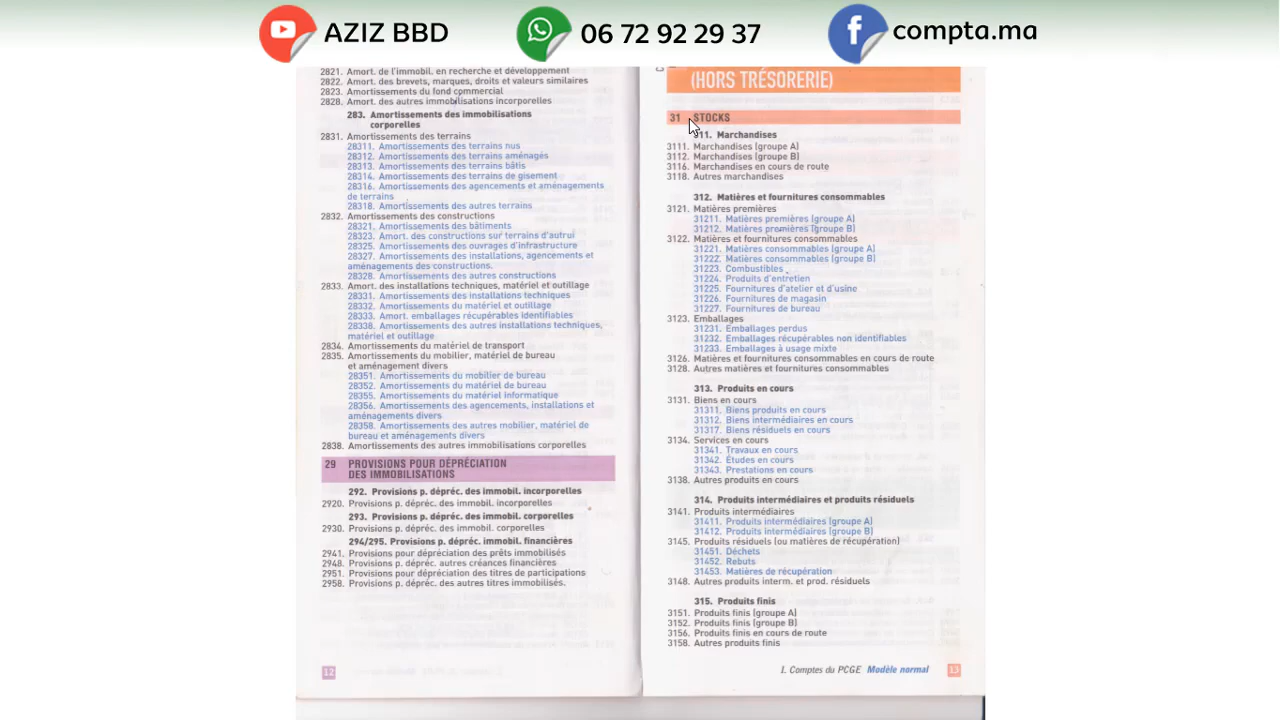 AZIZ BBD
06 72 92 29 37
compta.ma
2821. Amort. de l'immobil. en recherche et développement
2822. Amort. des brevets, marques, droits et valeurs similaires
2823. Amortissements du fond commercial
2828. Amort. des autres immobilisations incorporelles
283. Amortissements des immobilisations
corporelles
2831. Amortissements des terrains
28311. Amortissements des terrains nus
28312. Amortissements des terrains aménagés
28313. Amortissements des terrains bâtis
28314. Amortissements des terrains de gisement
28316. Amortissements des agencements et aménagements
de terrains
28318. Amortissements des autres terrains
2832. Amortissements des constructions
28321. Amortissements des bâtiments
28323. Amort. des constructions sur terrains d'autrui
28325. Amortissements des ouvrages d'infrastructure
28327. Amortissements des installations, agencements et
aménagements des constructions.
28328. Amortissements des autres constructions
2833. Amort. des installations techniques, matériel et outillage
28331. Amortissements des installations techniques
28332. Amortissements du matériel et outillage
28333. Amort. emballages récupérables identifiables
28338. Amortissements des autres installations techniques,
matériel et outillage
2834. Amortissements du matériel de transport
2835. Amortissements du mobilier, matériel de bureau
et aménagement divers
28351. Amortissements du mobilier de bureau
28352. Amortissements du matériel de bureau
28355. Amortissements du matériel Informatique
28356. Amortissements des agencements, installations et
aménagements divers
28358. Amortissements des autres mobilier, matériel de
bureau et aménagements divers
2838. Amortissements des autres immobilisations corporelles
29 PROVISIONS POUR DÉPRÉCIATION
DES IMMOBILISATIONS
292. Provisions p. dépréc. des immobil. incorporelles
2920. Provisions p. dépréc. des immobil. incorporelles
293. Provisions p. dépréc. des immobil. corporelles
2930. Provisions p. dépréc. des immobil. corporelles
294/295. Provisions p. dépréc. immobil. financières
2941. Provisions pour dépréciation des prêts immobilisés
2948. Provisions p. dépréc. autres créances financières
2951. Provisions pour dépréciation des titres de participations
2958. Provisions p. dépréc. des autres titres immobilisés.
12
(HORS TRÉSORERIE)
31 STOCKS
311. Marchandises
3111. Marchandises (groupe A)
3112. Marchandises (groupe B)
3116. Marchandises en cours de route
3118. Autres marchandises
312. Matières et fournitures consommables
3121. Matières premières
31211. Matières premières (groupe A)
31212. Matières premières (groupe B)
3122. Matières et fournitures consommables
31221. Matières consommables (groupe A)
31222. Matières consommables (groupe B)
31223. Combustibles
31224. Produits d'entretien
31225. Fournitures d'atelier et d'usine
31226. Fournitures de magasin
31227. Fournitures de bureau
3123. Emballages
31231. Emballages perdus
31232. Emballages récupérables non identifiables
31233. Emballages à usage mixte
3126. Matières et fournitures consommables en cours de route
3128. Autres matières et fournitures consommables
313. Produits en cours
3131. Biens en cours
31311. Biens produits en cours
31312. Biens intermédiaires en cours
31317. Biens résiduels en cours
3134. Services en cours
31341. Travaux en cours
31342. Études en cours
31343. Prestations en cours
3138. Autres produits en cours
314. Produits intermédiaires et produits résiduels
3141. Produits intermédiaires
31411. Produits intermédiaires (groupe A)
31412. Produits intermédiaires (groupe B)
3145. Produits résiduels (ou matières de récupération)
31451. Déchets
31452. Rebuts
31453. Matières de récupération
3148. Autres produits interm. et prod. résiduels
315. Produits finis
3151. Produits finis (groupe A)
3152. Produits finis (groupe B)
3156. Produits finis en cours de route
3158. Autres produits finis
I. Comptes du PCGE Modèle normal 13